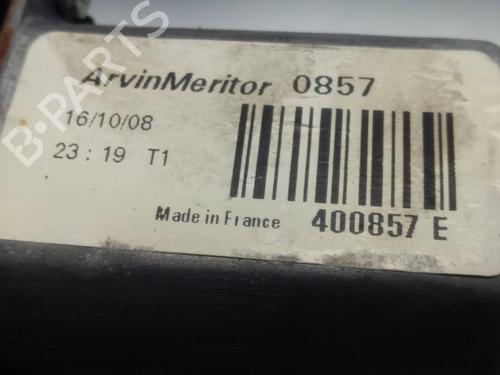 ArvinMeritor 0857
16/10/08
23:19 T1
Made in France 400857 E
B-PARTS